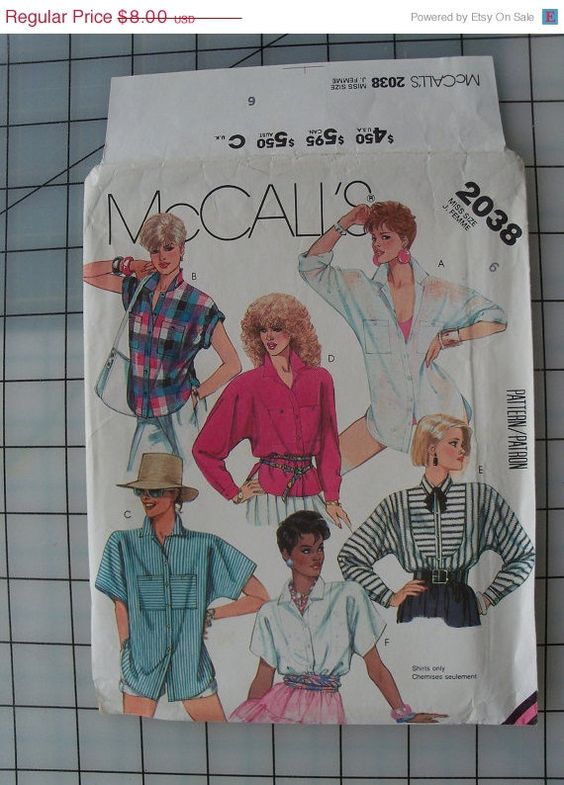 Regular Price $8.00 USD
Powered by Etsy On Sale E
McCALL'S 2038
MISS SIZE
J. FEMME
6
$4.50 U.S.A. $5.95 CAN. $5.50 AUST C U.K.
McCALL'S®
2038
MISS SIZE
J. FEMME
6
A
B
D
PATTERN/PATRON
E
C
F
Shirts only
Chemises seulement